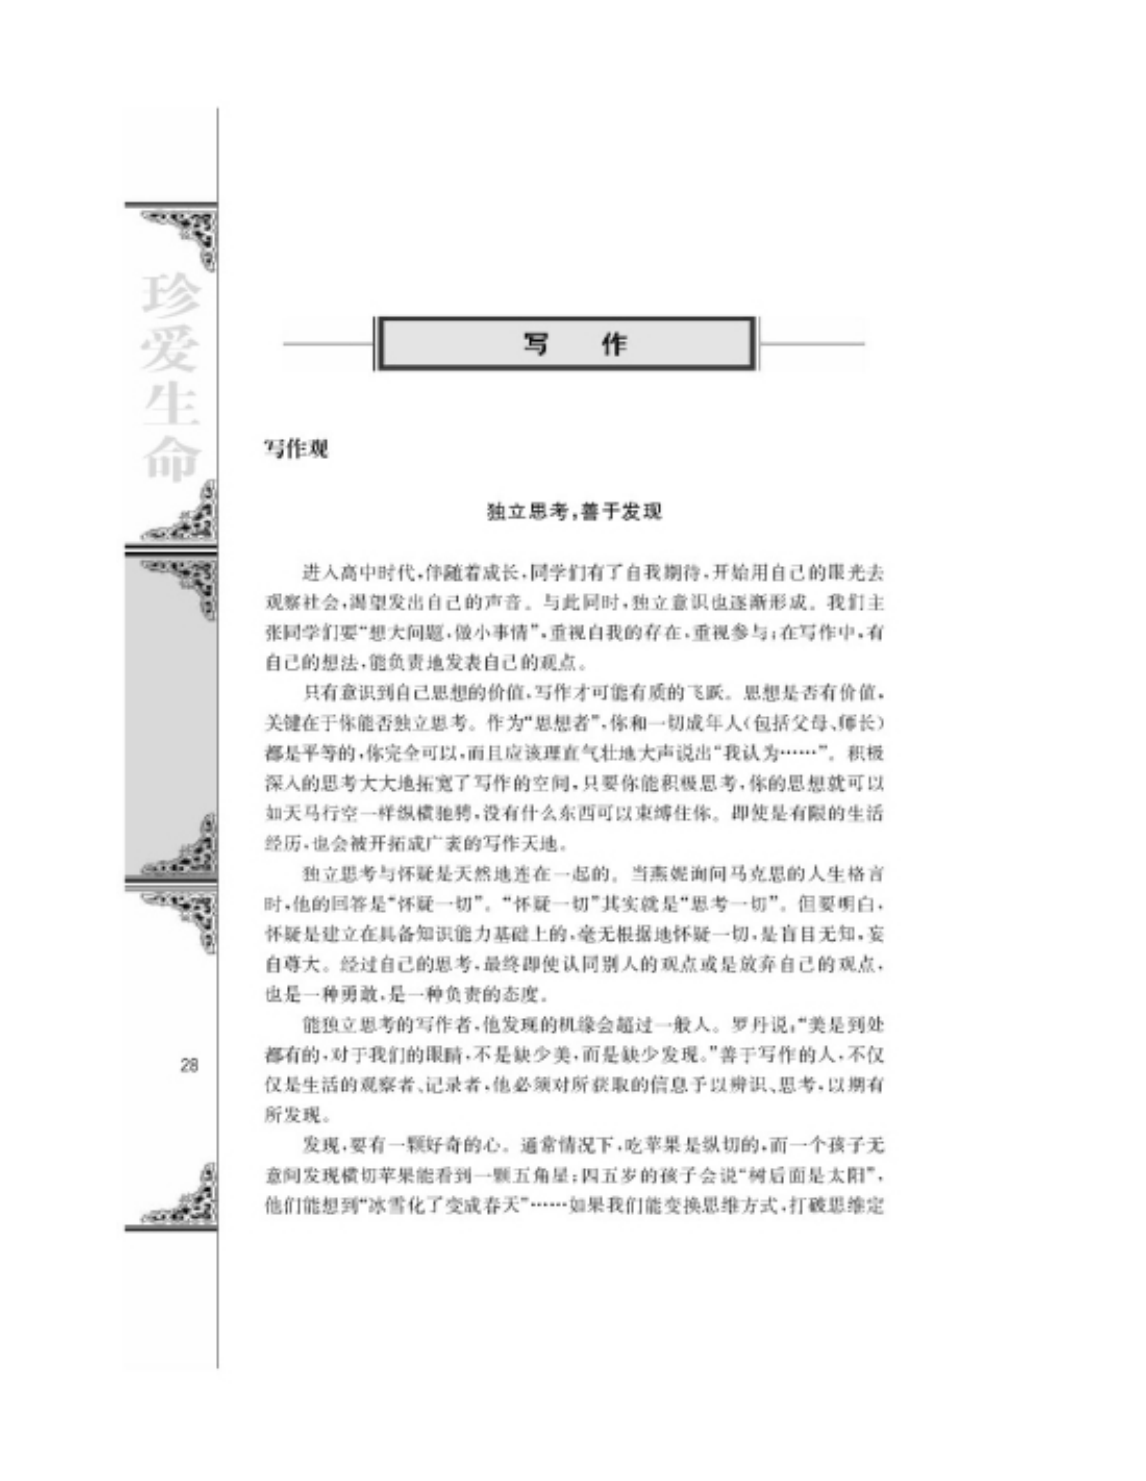 珍爱生命
写 作
写作观
独立思考,善于发现
进入高中时代,伴随着成长,同学们有了自我期待,开始用自己的眼光去
观察社会,渴望发出自己的声音。与此同时,独立意识也逐渐形成。我们主
张同学们要“想大问题,做小事情”,重视自我的存在,重视参与;在写作中,有
自己的想法,能负责地发表自己的观点。
只有意识到自己思想的价值,写作才可能有质的飞跃。思想是否有价值,
关键在于你能否独立思考。作为“思想者”,你和一切成年人(包括父母、师长)
都是平等的,你完全可以,而且应该理直气壮地大声说出“我认为……”。积极
深入的思考大大地拓宽了写作的空间,只要你能积极思考,你的思想就可以
如天马行空一样纵横驰骋,没有什么东西可以束缚住你。即使是有限的生活
经历,也会被开拓成广袤的写作天地。
独立思考与怀疑是天然地连在一起的。当燕妮询问马克思的人生格言
时,他的回答是“怀疑一切”。“怀疑一切”其实就是“思考一切”。但要明白,
怀疑是建立在具备知识能力基础上的,毫无根据地怀疑一切,是盲目无知,妄
自尊大。经过自己的思考,最终即使认同别人的观点或是放弃自己的观点,
也是一种勇敢,是一种负责的态度。
能独立思考的写作者,他发现的机缘会超过一般人。罗丹说:“美是到处
都有的,对于我们的眼睛,不是缺少美,而是缺少发现。”善于写作的人,不仅
仅是生活的观察者、记录者,他必须对所获取的信息予以辨识、思考,以期有
所发现。
发现,要有一颗好奇的心。通常情况下,吃苹果是纵切的,而一个孩子无
意间发现横切苹果能看到一颗五角星;四五岁的孩子会说“树后面是太阳”,
他们能想到“冰雪化了变成春天”……如果我们能变换思维方式,打破思维定
28